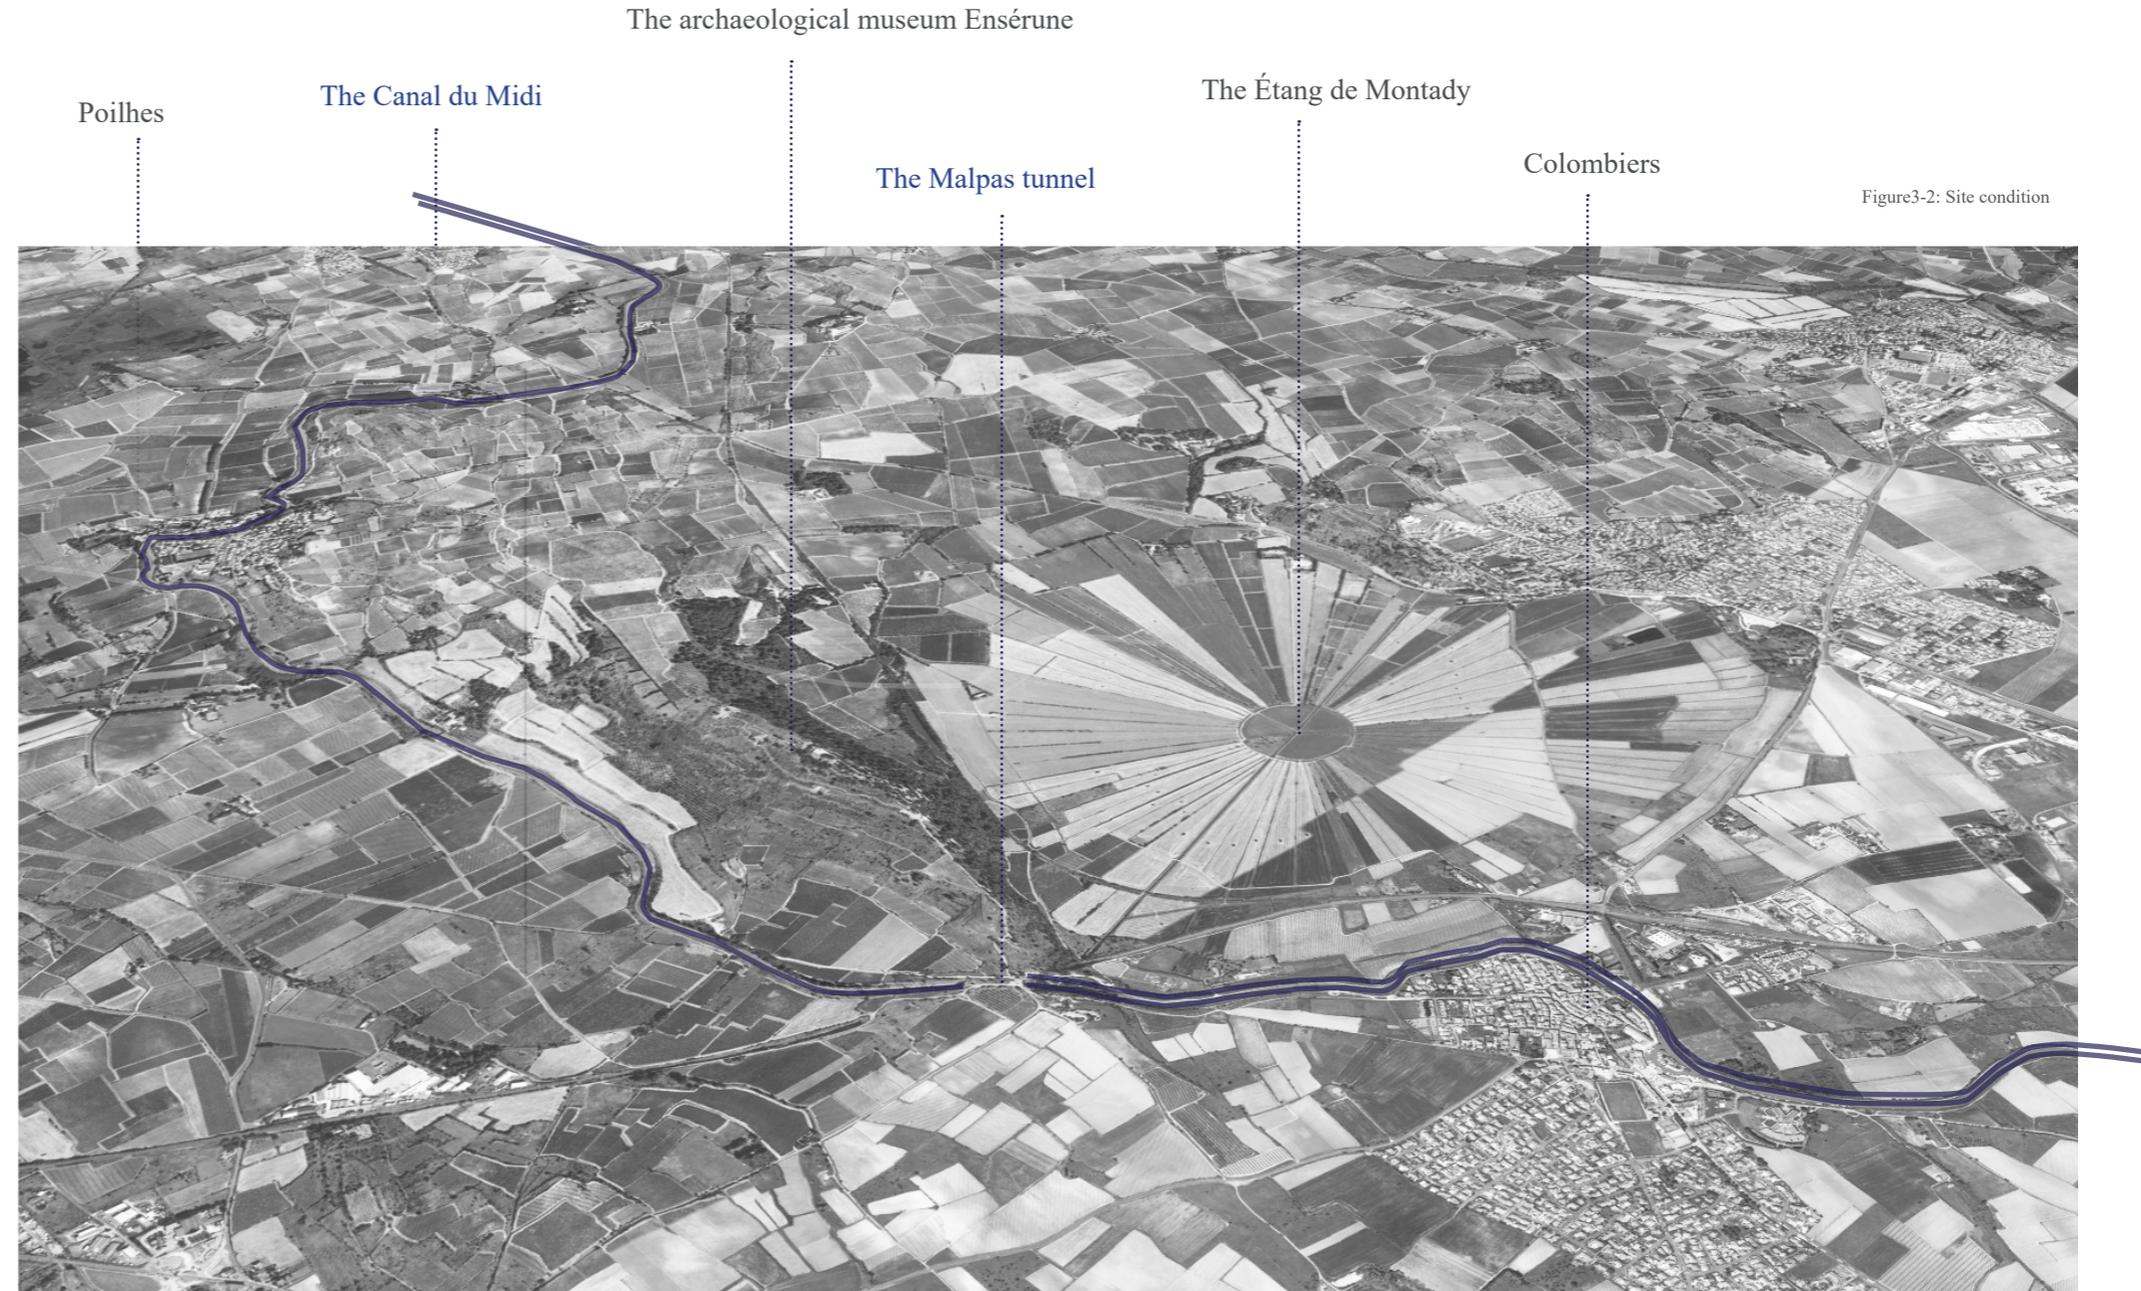 The archaeological museum Ensérune
The Étang de Montady
The Canal du Midi
Poilhes
Colombiers
The Malpas tunnel
Figure3-2: Site condition